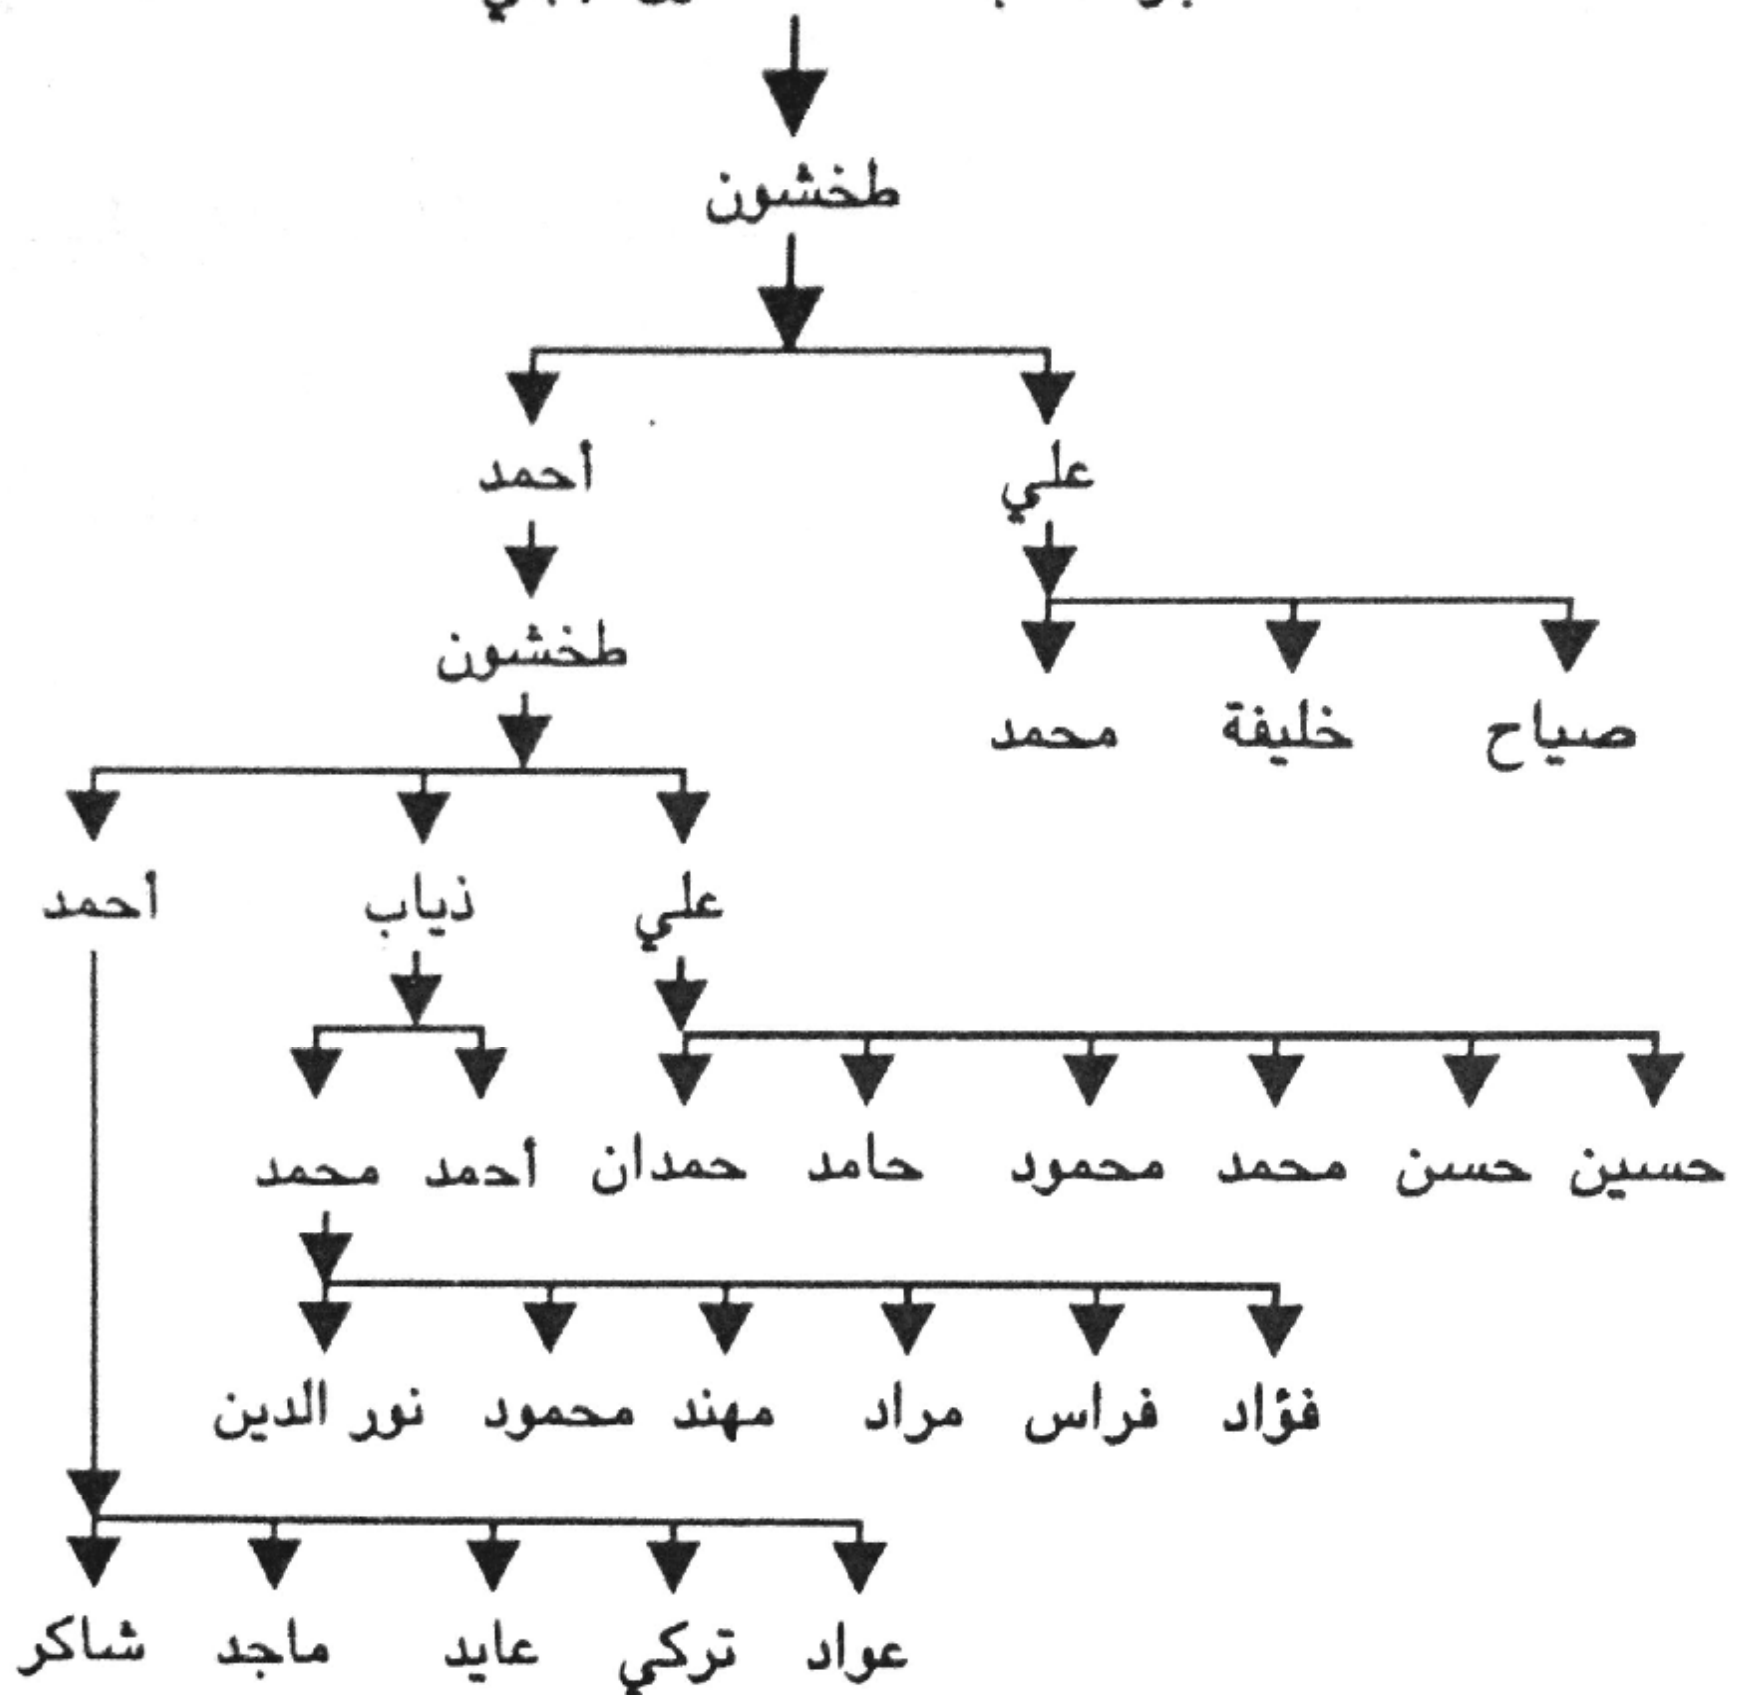 طخشون
علي أحمد
طخشون
صياح خليفة محمد
علي ذياب أحمد
حسين حسن محمد محمود حامد حمدان أحمد محمد
فؤاد فراس مراد مهند محمود نور الدين
عواد تركي عايد ماجد شاكر